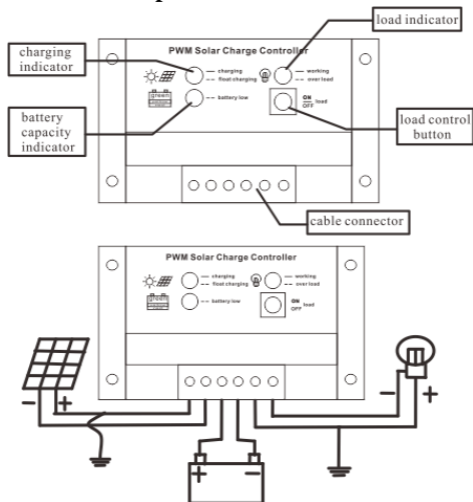 load indicator
charging
indicator
PWM Solar Charge Controller
charging
float charging
working
over load
green
battery low
ON
OFF
load
battery
capacity
indicator
load control
button
cable connector
PWM Solar Charge Controller
charging
float charging
working
over load
green
battery low
ON
OFF
load
− + − +
+ −